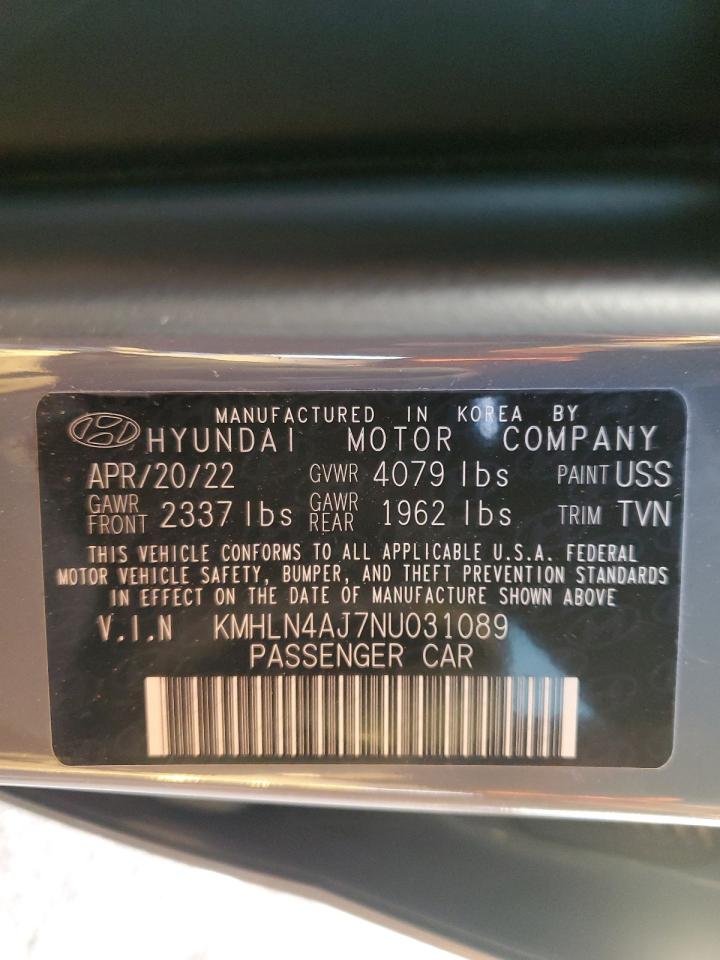 MANUFACTURED IN KOREA BY
HYUNDAI MOTOR COMPANY
APR/20/22 GVWR 4079 lbs PAINT USS
GAWR FRONT 2337 lbs GAWR REAR 1962 lbs TRIM TVN
THIS VEHICLE CONFORMS TO ALL APPLICABLE U.S.A. FEDERAL
MOTOR VEHICLE SAFETY, BUMPER, AND THEFT PREVENTION STANDARDS
IN EFFECT ON THE DATE OF MANUFACTURE SHOWN ABOVE
V.I.N KMHLN4AJ7NU031089
PASSENGER CAR